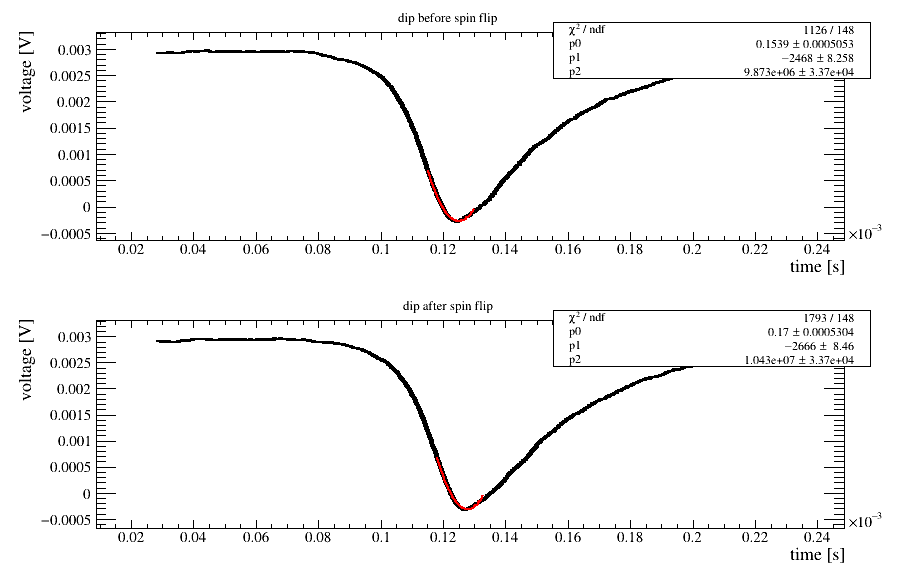 dip before spin flip
χ² / ndf 1126 / 148
p0 0.1539 ± 0.0005053
p1 −2468 ± 8.258
p2 9.873e+06 ± 3.37e+04
voltage [V]
0.003
0.0025
0.002
0.0015
0.001
0.0005
0
−0.0005
0.02 0.04 0.06 0.08 0.1 0.12 0.14 0.16 0.18 0.2 0.22 0.24
×10⁻³
time [s]
dip after spin flip
χ² / ndf 1793 / 148
p0 0.17 ± 0.0005304
p1 −2666 ± 8.46
p2 1.043e+07 ± 3.37e+04
voltage [V]
0.003
0.0025
0.002
0.0015
0.001
0.0005
0
−0.0005
0.02 0.04 0.06 0.08 0.1 0.12 0.14 0.16 0.18 0.2 0.22 0.24
×10⁻³
time [s]